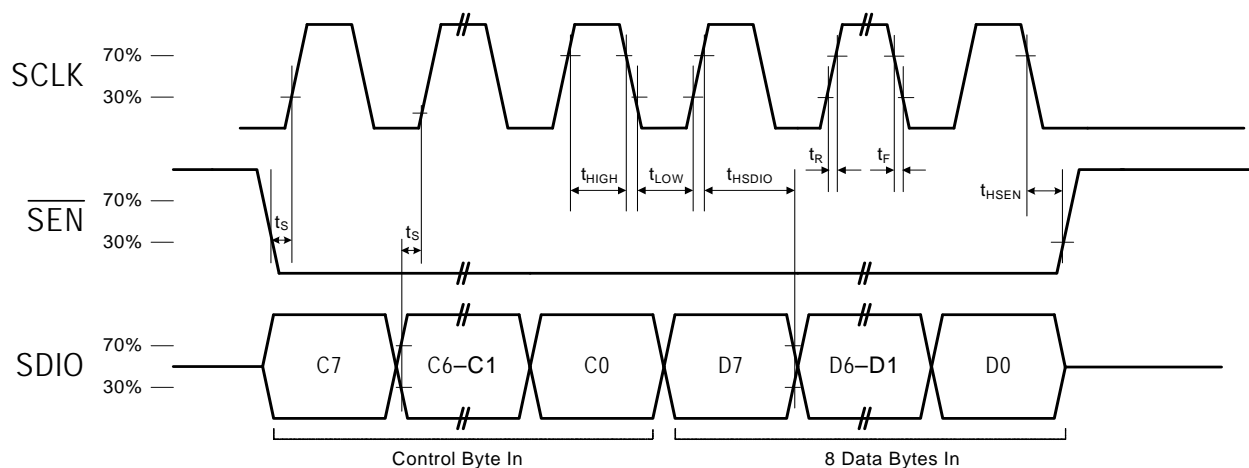 SCLK
70%
30%
tR
tF
tHIGH
tLOW
tHSDIO
tHSEN
SEN
70%
30%
tS
tS
SDIO
70%
30%
C7
C6–C1
C0
D7
D6–D1
D0
Control Byte In
8 Data Bytes In